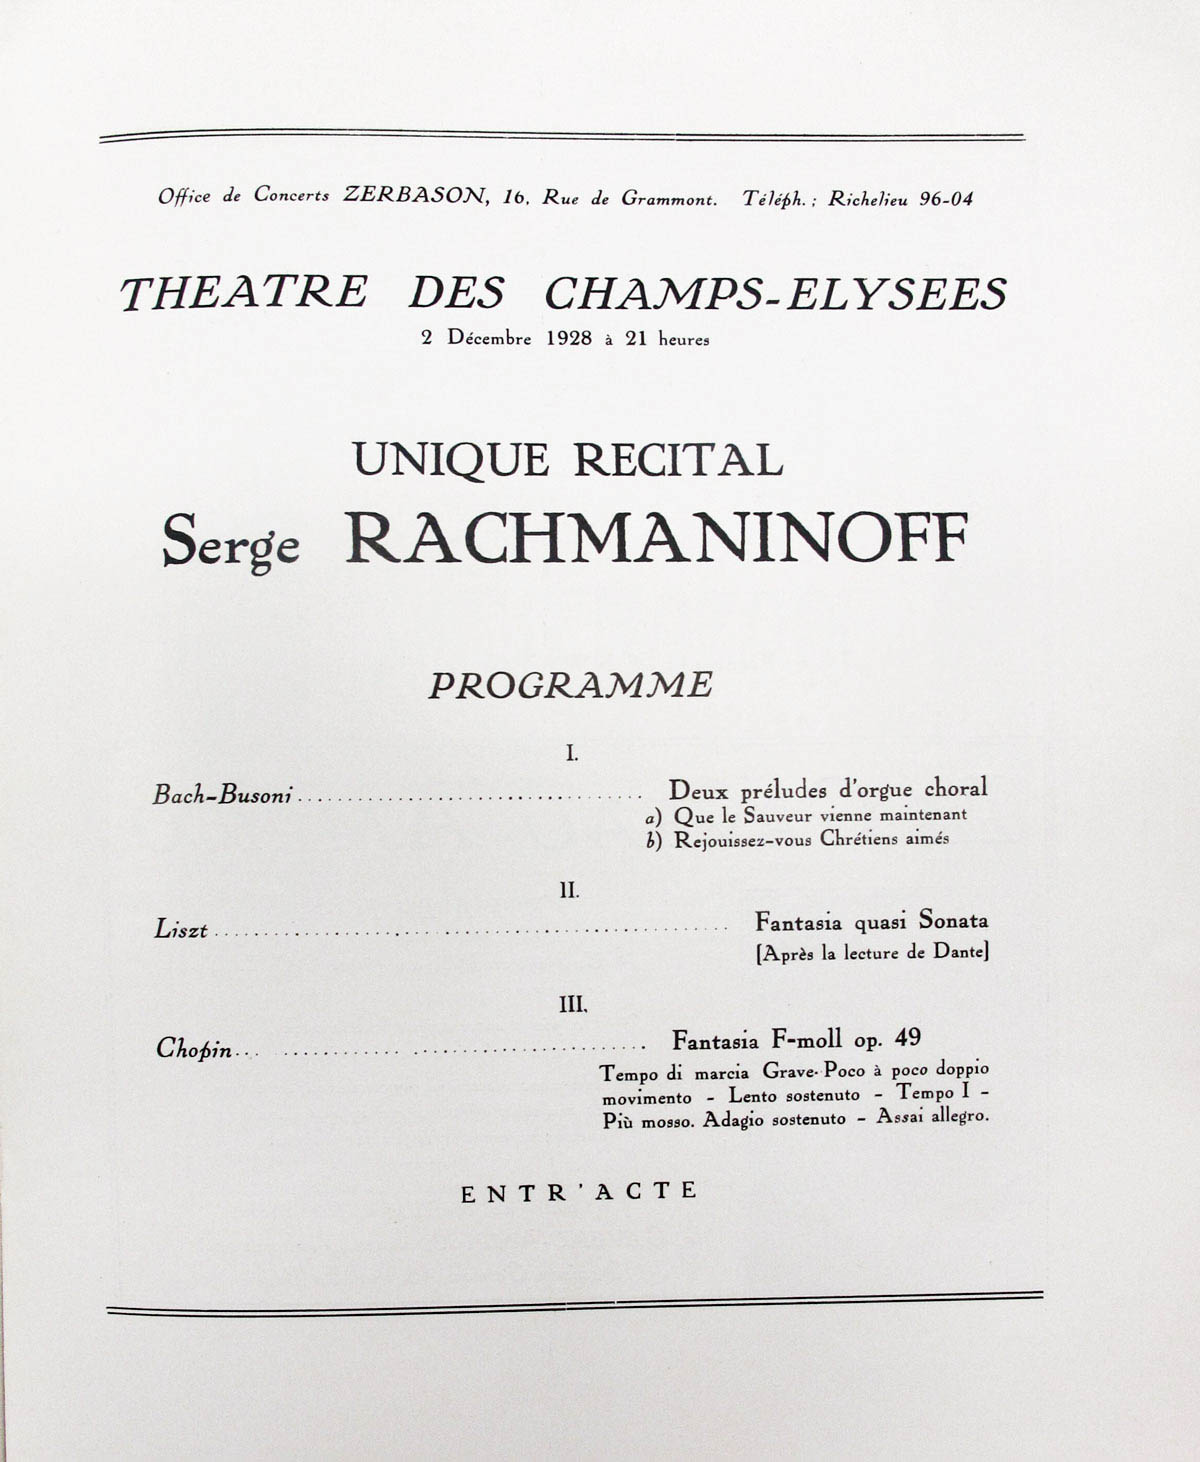 Office de Concerts ZERBASON, 16, Rue de Grammont. Téléph. ; Richelieu 96-04
THEATRE DES CHAMPS-ELYSEES
2 Décembre 1928 à 21 heures
UNIQUE RECITAL
Serge RACHMANINOFF
PROGRAMME
I.
Bach-Busoni.................................... Deux préludes d'orgue choral
a) Que le Sauveur vienne maintenant
b) Rejouissez-vous Chrétiens aimés
II.
Liszt................................................ Fantasia quasi Sonata
[Après la lecture de Dante]
III.
Chopin... .................................... Fantasia F-moll op. 49
Tempo di marcia Grave-Poco à poco doppio
movimento - Lento sostenuto - Tempo I -
Più mosso. Adagio sostenuto - Assai allegro.
ENTR'ACTE